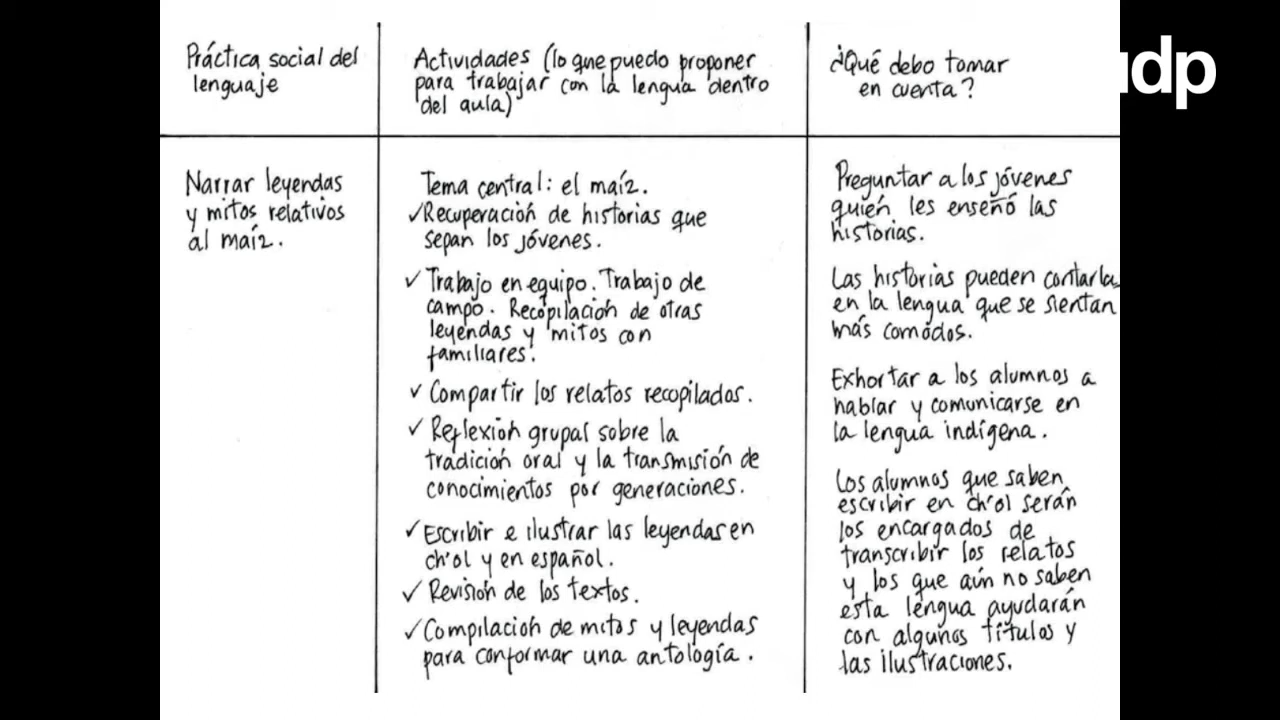 Práctica social del
lenguaje
Actividades (lo que puedo proponer
para trabajar con la lengua dentro
del aula)
¿Qué debo tomar
en cuenta?
udp
Narrar leyendas
y mitos relativos
al maíz.
Tema central: el maíz.
✓Recuperación de historias que
sepan los jóvenes.
✓ Trabajo en equipo. Trabajo de
campo. Recopilación de otras
leyendas y mitos con
familiares.
✓ Compartir los relatos recopilados.
✓ Reflexión grupal sobre la
tradición oral y la transmisión de
conocimientos por generaciones.
✓ Escribir e ilustrar las leyendas en
ch'ol y en español.
✓ Revisión de los textos.
✓ Compilación de mitos y leyendas
para conformar una antología.
Preguntar a los jóvenes
quién les enseñó las
historias.
Las historias pueden contarla
en la lengua que se sientan
más comodos.
Exhortar a los alumnos a
hablar y comunicarse en
la lengua indígena.
Los alumnos que saben
escribir en ch'ol serán
los encargados de
transcribir los relatos
y los que aún no saben
esta lengua ayudarán
con algunos títulos y
las ilustraciones.